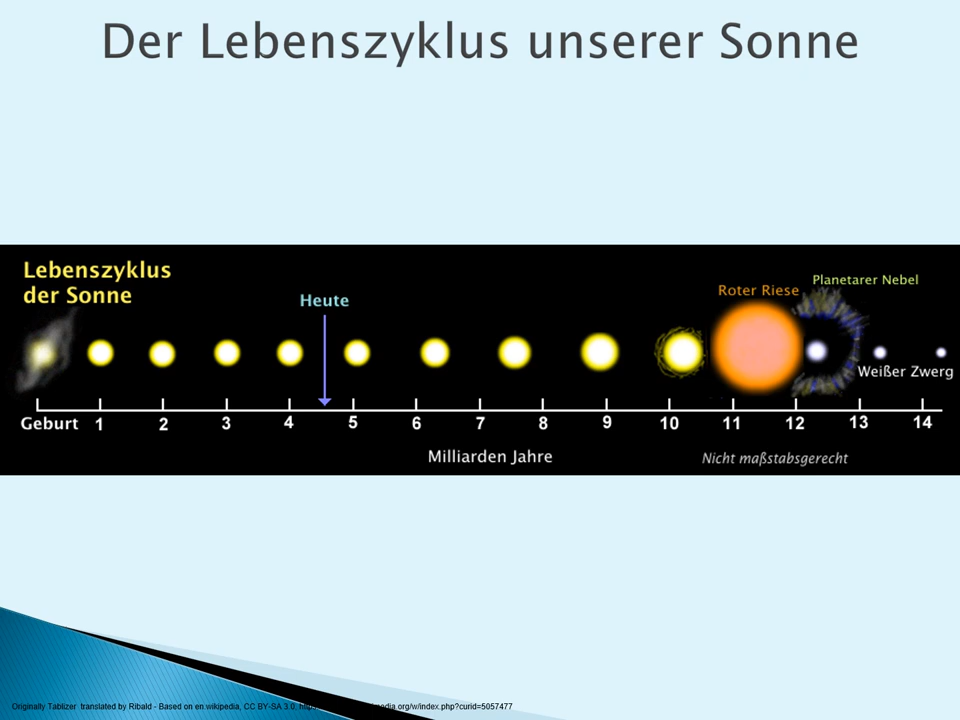 Der Lebenszyklus unserer Sonne
Lebenszyklus
der Sonne
Heute
Roter Riese
Planetarer Nebel
Weißer Zwerg
Geburt 1 2 3 4 5 6 7 8 9 10 11 12 13 14
Milliarden Jahre
Nicht maßstabsgerecht
Originally Tablizer translated by Ribald - Based on en.wikipedia, CC BY-SA 3.0, /w/index.php?curid=5057477